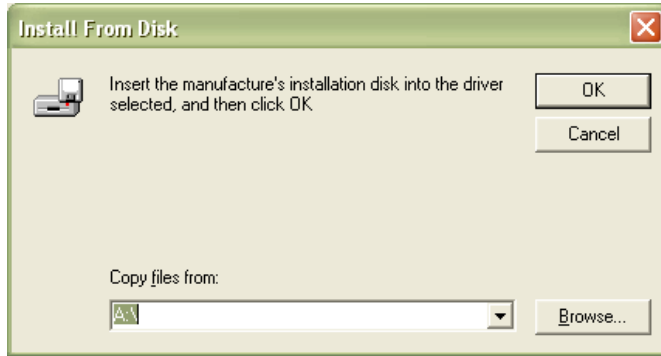 Install From Disk
Insert the manufacture's installation disk into the driver
selected, and then click OK
OK
Cancel
Copy files from:
A:\
Browse...